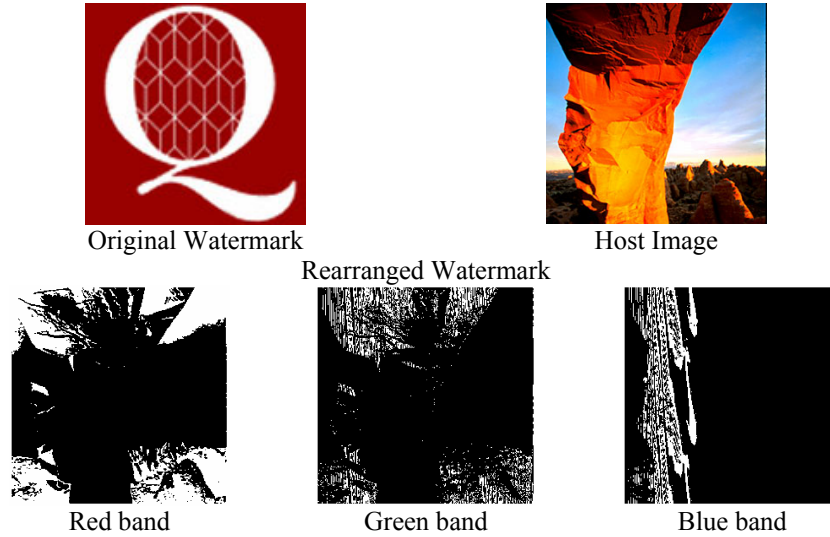 Q
Original Watermark
Host Image
Rearranged Watermark
Red band
Green band
Blue band